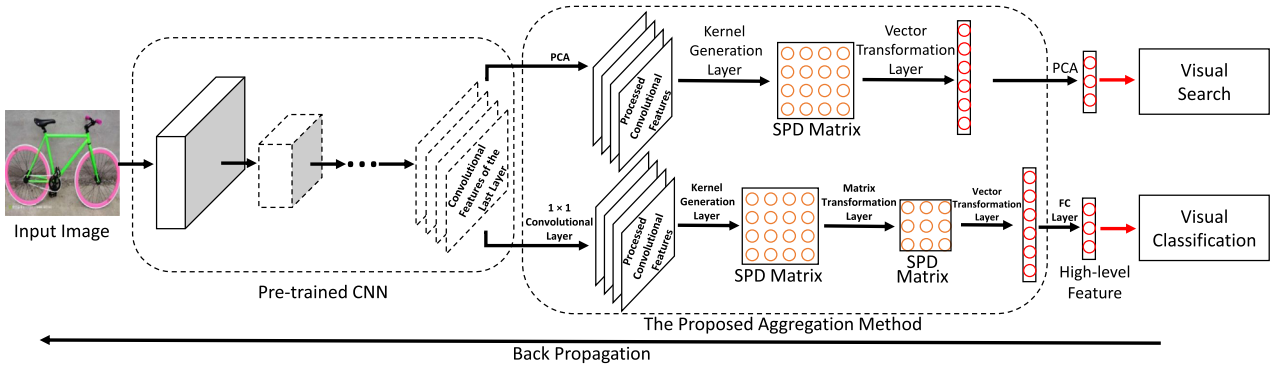 Input Image
Pre-trained CNN
Convolutional
Features of the
Last Layer
PCA
Processed
Convolutional
Features
Kernel
Generation
Layer
SPD Matrix
Vector
Transformation
Layer
PCA
Visual
Search
1 × 1
Convolutional
Layer
Processed
Convolutional
Features
Kernel
Generation
Layer
SPD Matrix
Matrix
Transformation
Layer
SPD
Matrix
Vector
Transformation
Layer
FC
Layer
High-level
Feature
Visual
Classification
The Proposed Aggregation Method
Back Propagation